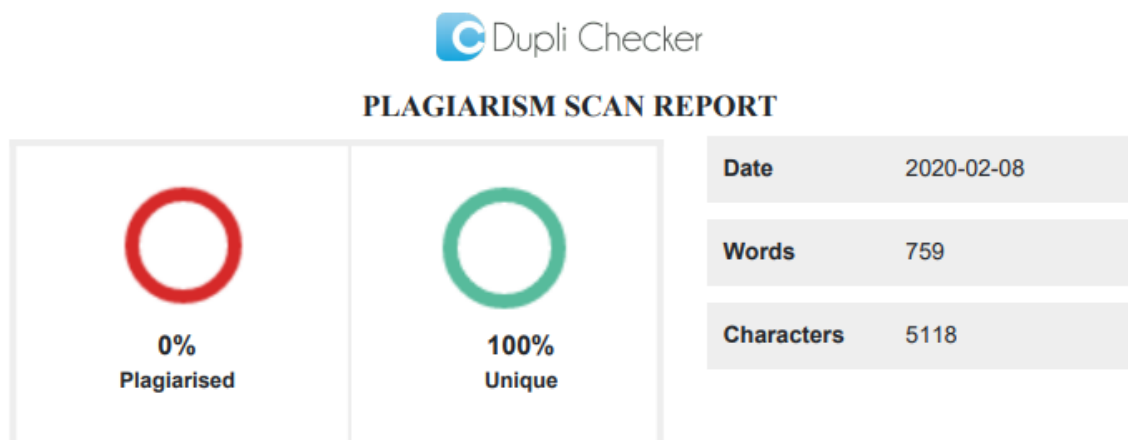 C Dupli Checker
PLAGIARISM SCAN REPORT
0%
Plagiarised
100%
Unique
Date 2020-02-08
Words 759
Characters 5118